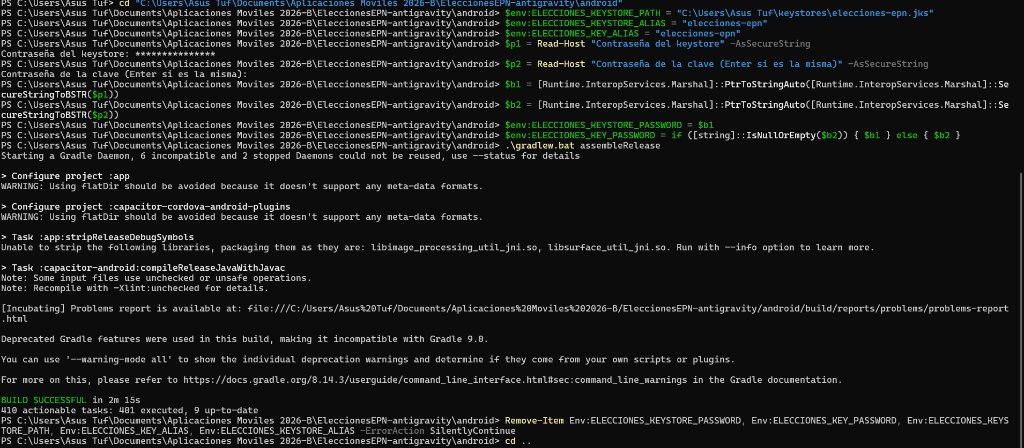 PS C:\Users\Asus Tuf> cd "C:\Users\Asus Tuf\Documents\Aplicaciones Moviles 2026-B\EleccionesEPN-antigravity\android"
PS C:\Users\Asus Tuf\Documents\Aplicaciones Moviles 2026-B\EleccionesEPN-antigravity\android> $env:ELECCIONES_KEYSTORE_PATH = "C:\Users\Asus Tuf\keystores\elecciones-epn.jks"
PS C:\Users\Asus Tuf\Documents\Aplicaciones Moviles 2026-B\EleccionesEPN-antigravity\android> $env:ELECCIONES_KEYSTORE_ALIAS = "elecciones-epn"
PS C:\Users\Asus Tuf\Documents\Aplicaciones Moviles 2026-B\EleccionesEPN-antigravity\android> $env:ELECCIONES_KEY_ALIAS = "elecciones-epn"
PS C:\Users\Asus Tuf\Documents\Aplicaciones Moviles 2026-B\EleccionesEPN-antigravity\android> $p1 = Read-Host "Contraseña del keystore" -AsSecureString
Contraseña del keystore: ***************
PS C:\Users\Asus Tuf\Documents\Aplicaciones Moviles 2026-B\EleccionesEPN-antigravity\android> $p2 = Read-Host "Contraseña de la clave (Enter si es la misma)" -AsSecureString
Contraseña de la clave (Enter si es la misma):
PS C:\Users\Asus Tuf\Documents\Aplicaciones Moviles 2026-B\EleccionesEPN-antigravity\android> $b1 = [Runtime.InteropServices.Marshal]::PtrToStringAuto([Runtime.InteropServices.Marshal]::Se
cureStringToBSTR($p1))
PS C:\Users\Asus Tuf\Documents\Aplicaciones Moviles 2026-B\EleccionesEPN-antigravity\android> $b2 = [Runtime.InteropServices.Marshal]::PtrToStringAuto([Runtime.InteropServices.Marshal]::Se
cureStringToBSTR($p2))
PS C:\Users\Asus Tuf\Documents\Aplicaciones Moviles 2026-B\EleccionesEPN-antigravity\android> $env:ELECCIONES_KEYSTORE_PASSWORD = $b1
PS C:\Users\Asus Tuf\Documents\Aplicaciones Moviles 2026-B\EleccionesEPN-antigravity\android> $env:ELECCIONES_KEY_PASSWORD = if ([string]::IsNullOrEmpty($b2)) { $b1 } else { $b2 }
PS C:\Users\Asus Tuf\Documents\Aplicaciones Moviles 2026-B\EleccionesEPN-antigravity\android> .\gradlew.bat assembleRelease
Starting a Gradle Daemon, 6 incompatible and 2 stopped Daemons could not be reused, use --status for details
> Configure project :app
WARNING: Using flatDir should be avoided because it doesn't support any meta-data formats.
> Configure project :capacitor-cordova-android-plugins
WARNING: Using flatDir should be avoided because it doesn't support any meta-data formats.
> Task :app:stripReleaseDebugSymbols
Unable to strip the following libraries, packaging them as they are: libimage_processing_util_jni.so, libsurface_util_jni.so. Run with --info option to learn more.
> Task :capacitor-android:compileReleaseJavaWithJavac
Note: Some input files use unchecked or unsafe operations.
Note: Recompile with -Xlint:unchecked for details.
[Incubating] Problems report is available at: file:///C:/Users/Asus%20Tuf/Documents/Aplicaciones%20Moviles%202026-B/EleccionesEPN-antigravity/android/build/reports/problems/problems-report
.html
Deprecated Gradle features were used in this build, making it incompatible with Gradle 9.0.
You can use '--warning-mode all' to show the individual deprecation warnings and determine if they come from your own scripts or plugins.
For more on this, please refer to https://docs.gradle.org/8.14.3/userguide/command_line_interface.html#sec:command_line_warnings in the Gradle documentation.
BUILD SUCCESSFUL in 2m 15s
410 actionable tasks: 401 executed, 9 up-to-date
PS C:\Users\Asus Tuf\Documents\Aplicaciones Moviles 2026-B\EleccionesEPN-antigravity\android> Remove-Item Env:ELECCIONES_KEYSTORE_PASSWORD, Env:ELECCIONES_KEY_PASSWORD, Env:ELECCIONES_KEYS
TORE_PATH, Env:ELECCIONES_KEY_ALIAS, Env:ELECCIONES_KEYSTORE_ALIAS -ErrorAction SilentlyContinue
PS C:\Users\Asus Tuf\Documents\Aplicaciones Moviles 2026-B\EleccionesEPN-antigravity\android> cd ..